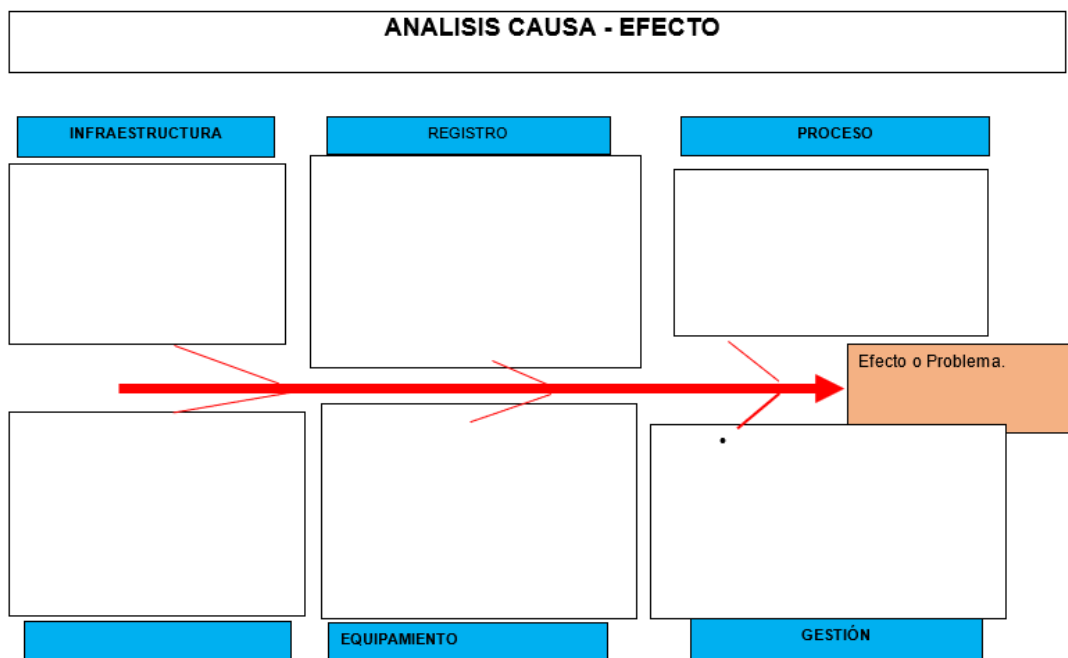 ANALISIS CAUSA - EFECTO
INFRAESTRUCTURA
REGISTRO
PROCESO
Efecto o Problema.
•
EQUIPAMIENTO
GESTIÓN